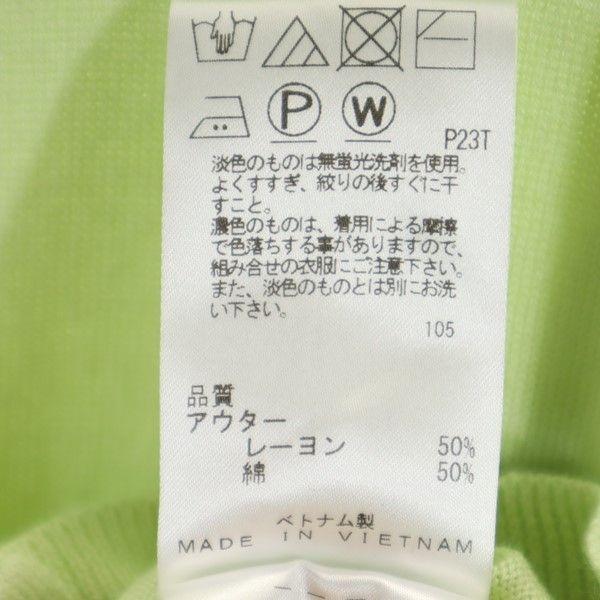 P
W
P23T
淡色のものは無蛍光洗剤を使用。
よくすすぎ、絞りの後すぐに干
すこと。
濃色のものは、着用による摩擦
で色落ちする事がありますので、
組み合せの衣服にご注意下さい。
また、淡色のものとは別にお洗
い下さい。
105
品質
アウター
レーヨン 50%
綿 50%
ベトナム製
MADE IN VIETNAM